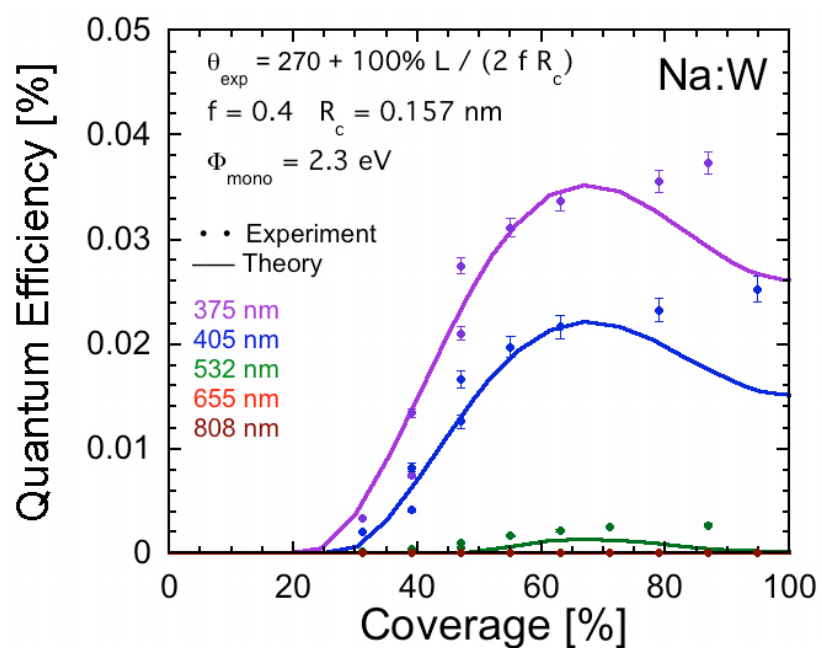 0.05
0.04
0.03
0.02
0.01
0
Quantum Efficiency [%]
θexp = 270 + 100% L / (2 f Rc)
f = 0.4 Rc = 0.157 nm
Φmono = 2.3 eV
Na:W
• • Experiment
— Theory
375 nm
405 nm
532 nm
655 nm
808 nm
0 20 40 60 80 100
Coverage [%]